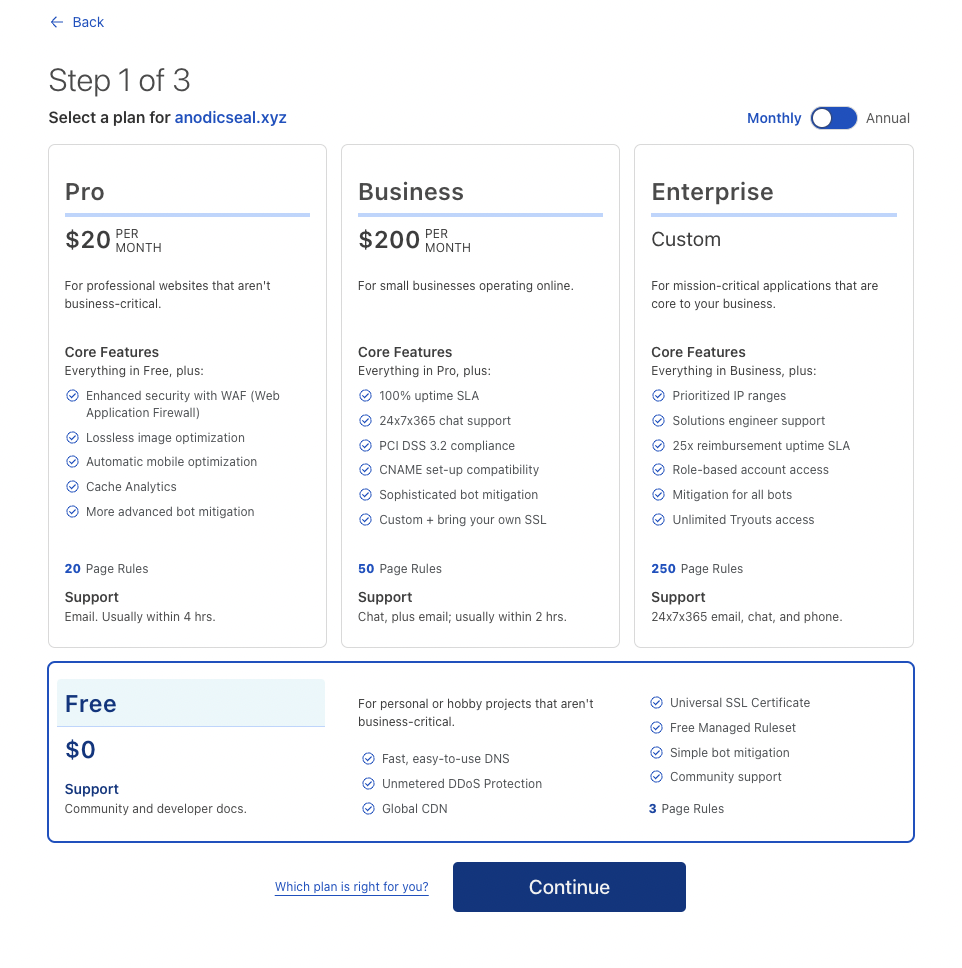 Back
Step 1 of 3
Select a plan for anodicseal.xyz
Monthly
Annual
Pro
$20 PER
MONTH
For professional websites that aren't
business-critical.
Core Features
Everything in Free, plus:
Enhanced security with WAF (Web
Application Firewall)
Lossless image optimization
Automatic mobile optimization
Cache Analytics
More advanced bot mitigation
20 Page Rules
Support
Email. Usually within 4 hrs.
Business
$200 PER
MONTH
For small businesses operating online.
Core Features
Everything in Pro, plus:
100% uptime SLA
24x7x365 chat support
PCI DSS 3.2 compliance
CNAME set-up compatibility
Sophisticated bot mitigation
Custom + bring your own SSL
50 Page Rules
Support
Chat, plus email; usually within 2 hrs.
Enterprise
Custom
For mission-critical applications that are
core to your business.
Core Features
Everything in Business, plus:
Prioritized IP ranges
Solutions engineer support
25x reimbursement uptime SLA
Role-based account access
Mitigation for all bots
Unlimited Tryouts access
250 Page Rules
Support
24x7x365 email, chat, and phone.
Free
$0
Support
Community and developer docs.
For personal or hobby projects that aren't
business-critical.
Fast, easy-to-use DNS
Unmetered DDoS Protection
Global CDN
Universal SSL Certificate
Free Managed Ruleset
Simple bot mitigation
Community support
3 Page Rules
Which plan is right for you?
Continue